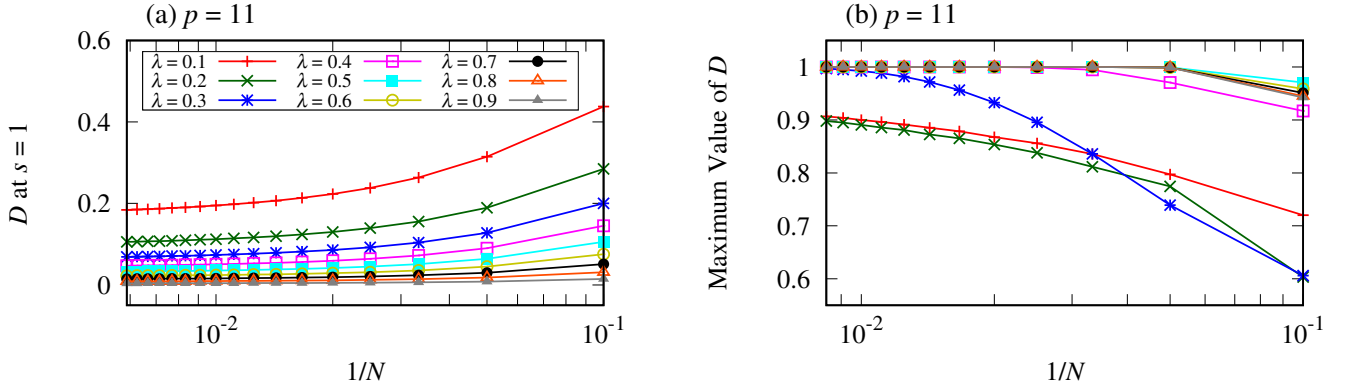 (a) p = 11
D at s = 1
0.6
0.4
0.2
0
λ = 0.1
λ = 0.2
λ = 0.3
λ = 0.4
λ = 0.5
λ = 0.6
λ = 0.7
λ = 0.8
λ = 0.9
10⁻²
10⁻¹
1/N
(b) p = 11
Maximum Value of D
1
0.9
0.8
0.7
0.6
10⁻²
10⁻¹
1/N